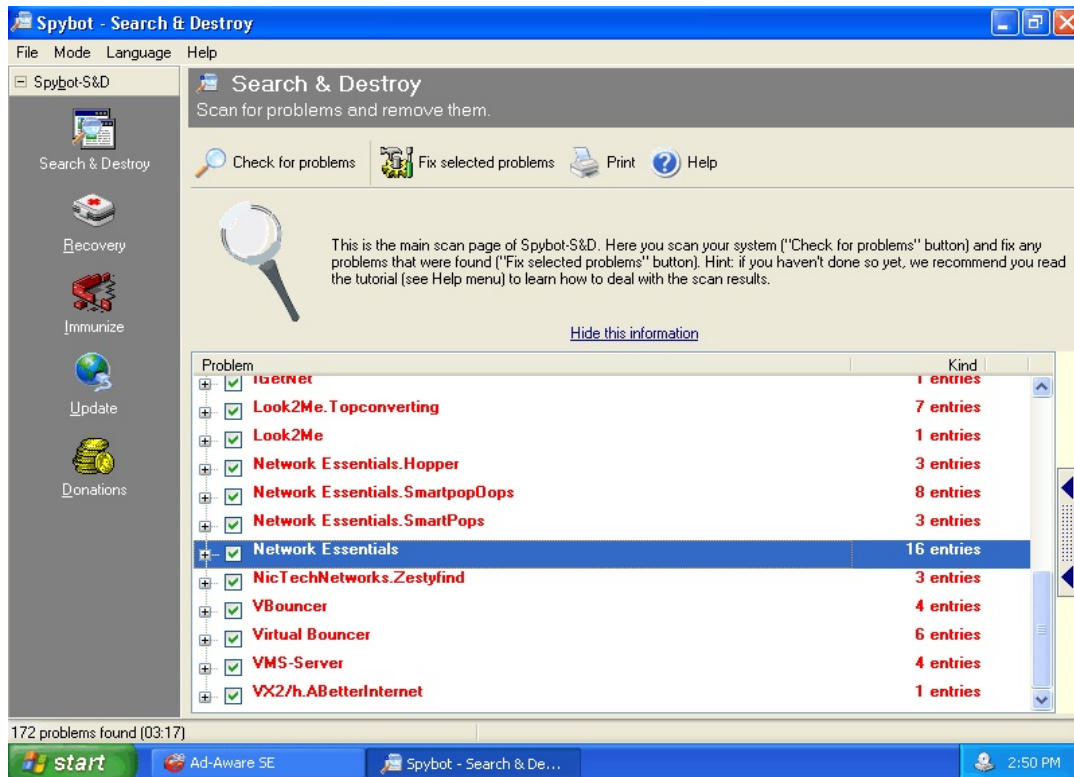 Spybot - Search & Destroy
File Mode Language Help
Spybot-S&D
Search & Destroy
Recovery
Immunize
Update
Donations
Search & Destroy
Scan for problems and remove them.
Check for problems Fix selected problems Print Help
This is the main scan page of Spybot-S&D. Here you scan your system ("Check for problems" button) and fix any
problems that were found ("Fix selected problems" button). Hint: if you haven't done so yet, we recommend you read
the tutorial (see Help menu) to learn how to deal with the scan results.
Hide this information
Problem Kind
IGetNet 1 entries
Look2Me.Topconverting 7 entries
Look2Me 1 entries
Network Essentials.Hopper 3 entries
Network Essentials.SmartpopOops 8 entries
Network Essentials.SmartPops 3 entries
Network Essentials 16 entries
NicTechNetworks.Zestyfind 3 entries
VBouncer 4 entries
Virtual Bouncer 6 entries
VMS-Server 4 entries
VX2/h.ABetterInternet 1 entries
172 problems found (03:17)
start Ad-Aware SE Spybot - Search & De... 2:50 PM